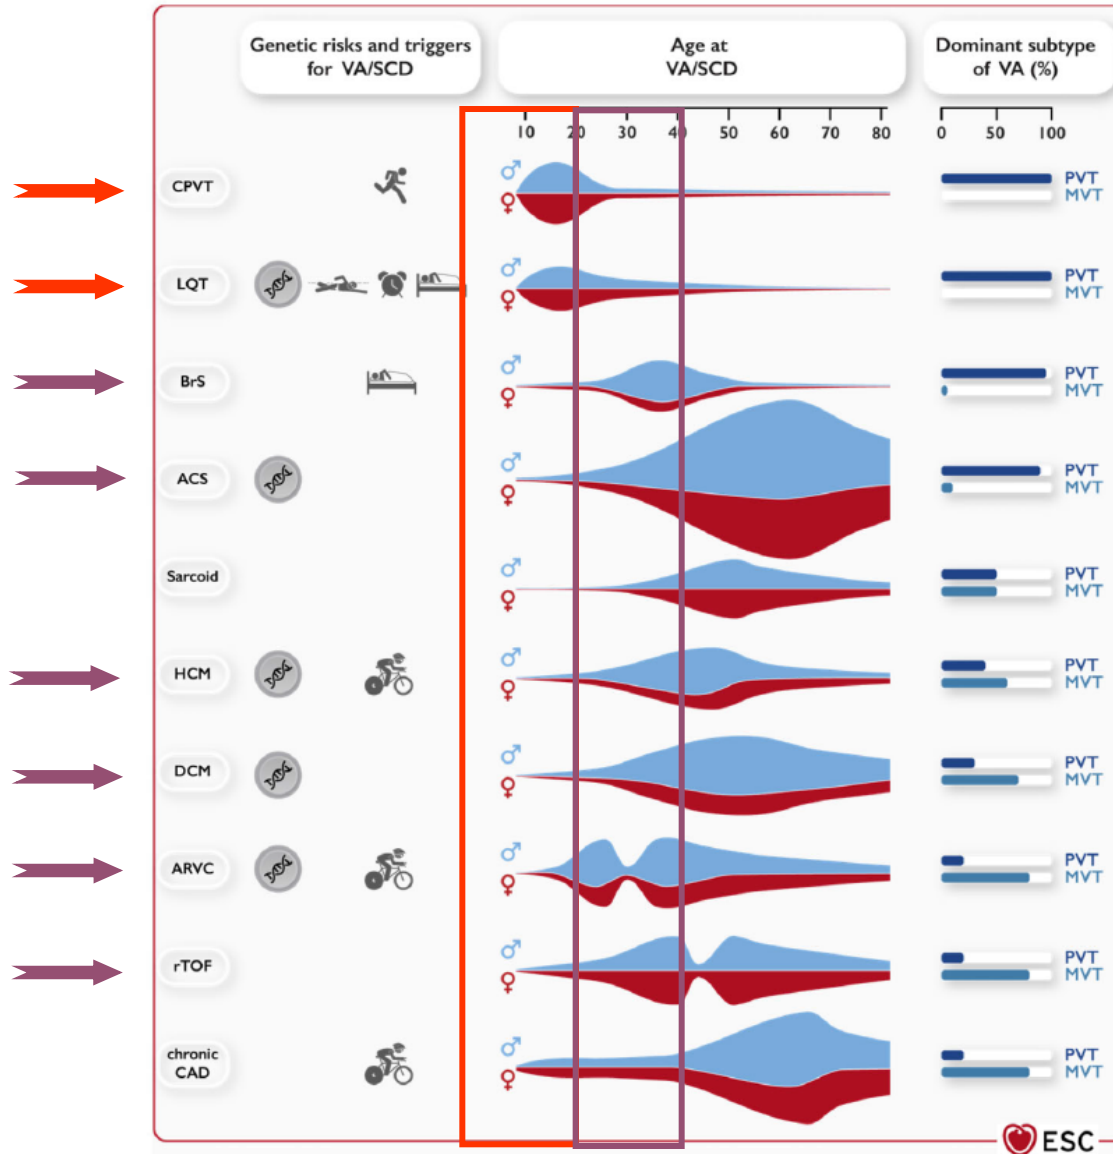 Genetic risks and triggers
for VA/SCD
Age at
VA/SCD
Dominant subtype
of VA (%)
10 20 30 40 50 60 70 80
0 50 100
CPVT
♂
♀
PVT
MVT
LQT
♂
♀
PVT
MVT
BrS
♂
♀
PVT
MVT
ACS
♂
♀
PVT
MVT
Sarcoid
♂
♀
PVT
MVT
HCM
♂
♀
PVT
MVT
DCM
♂
♀
PVT
MVT
ARVC
♂
♀
PVT
MVT
rTOF
♂
♀
PVT
MVT
chronic
CAD
♂
♀
PVT
MVT
ESC